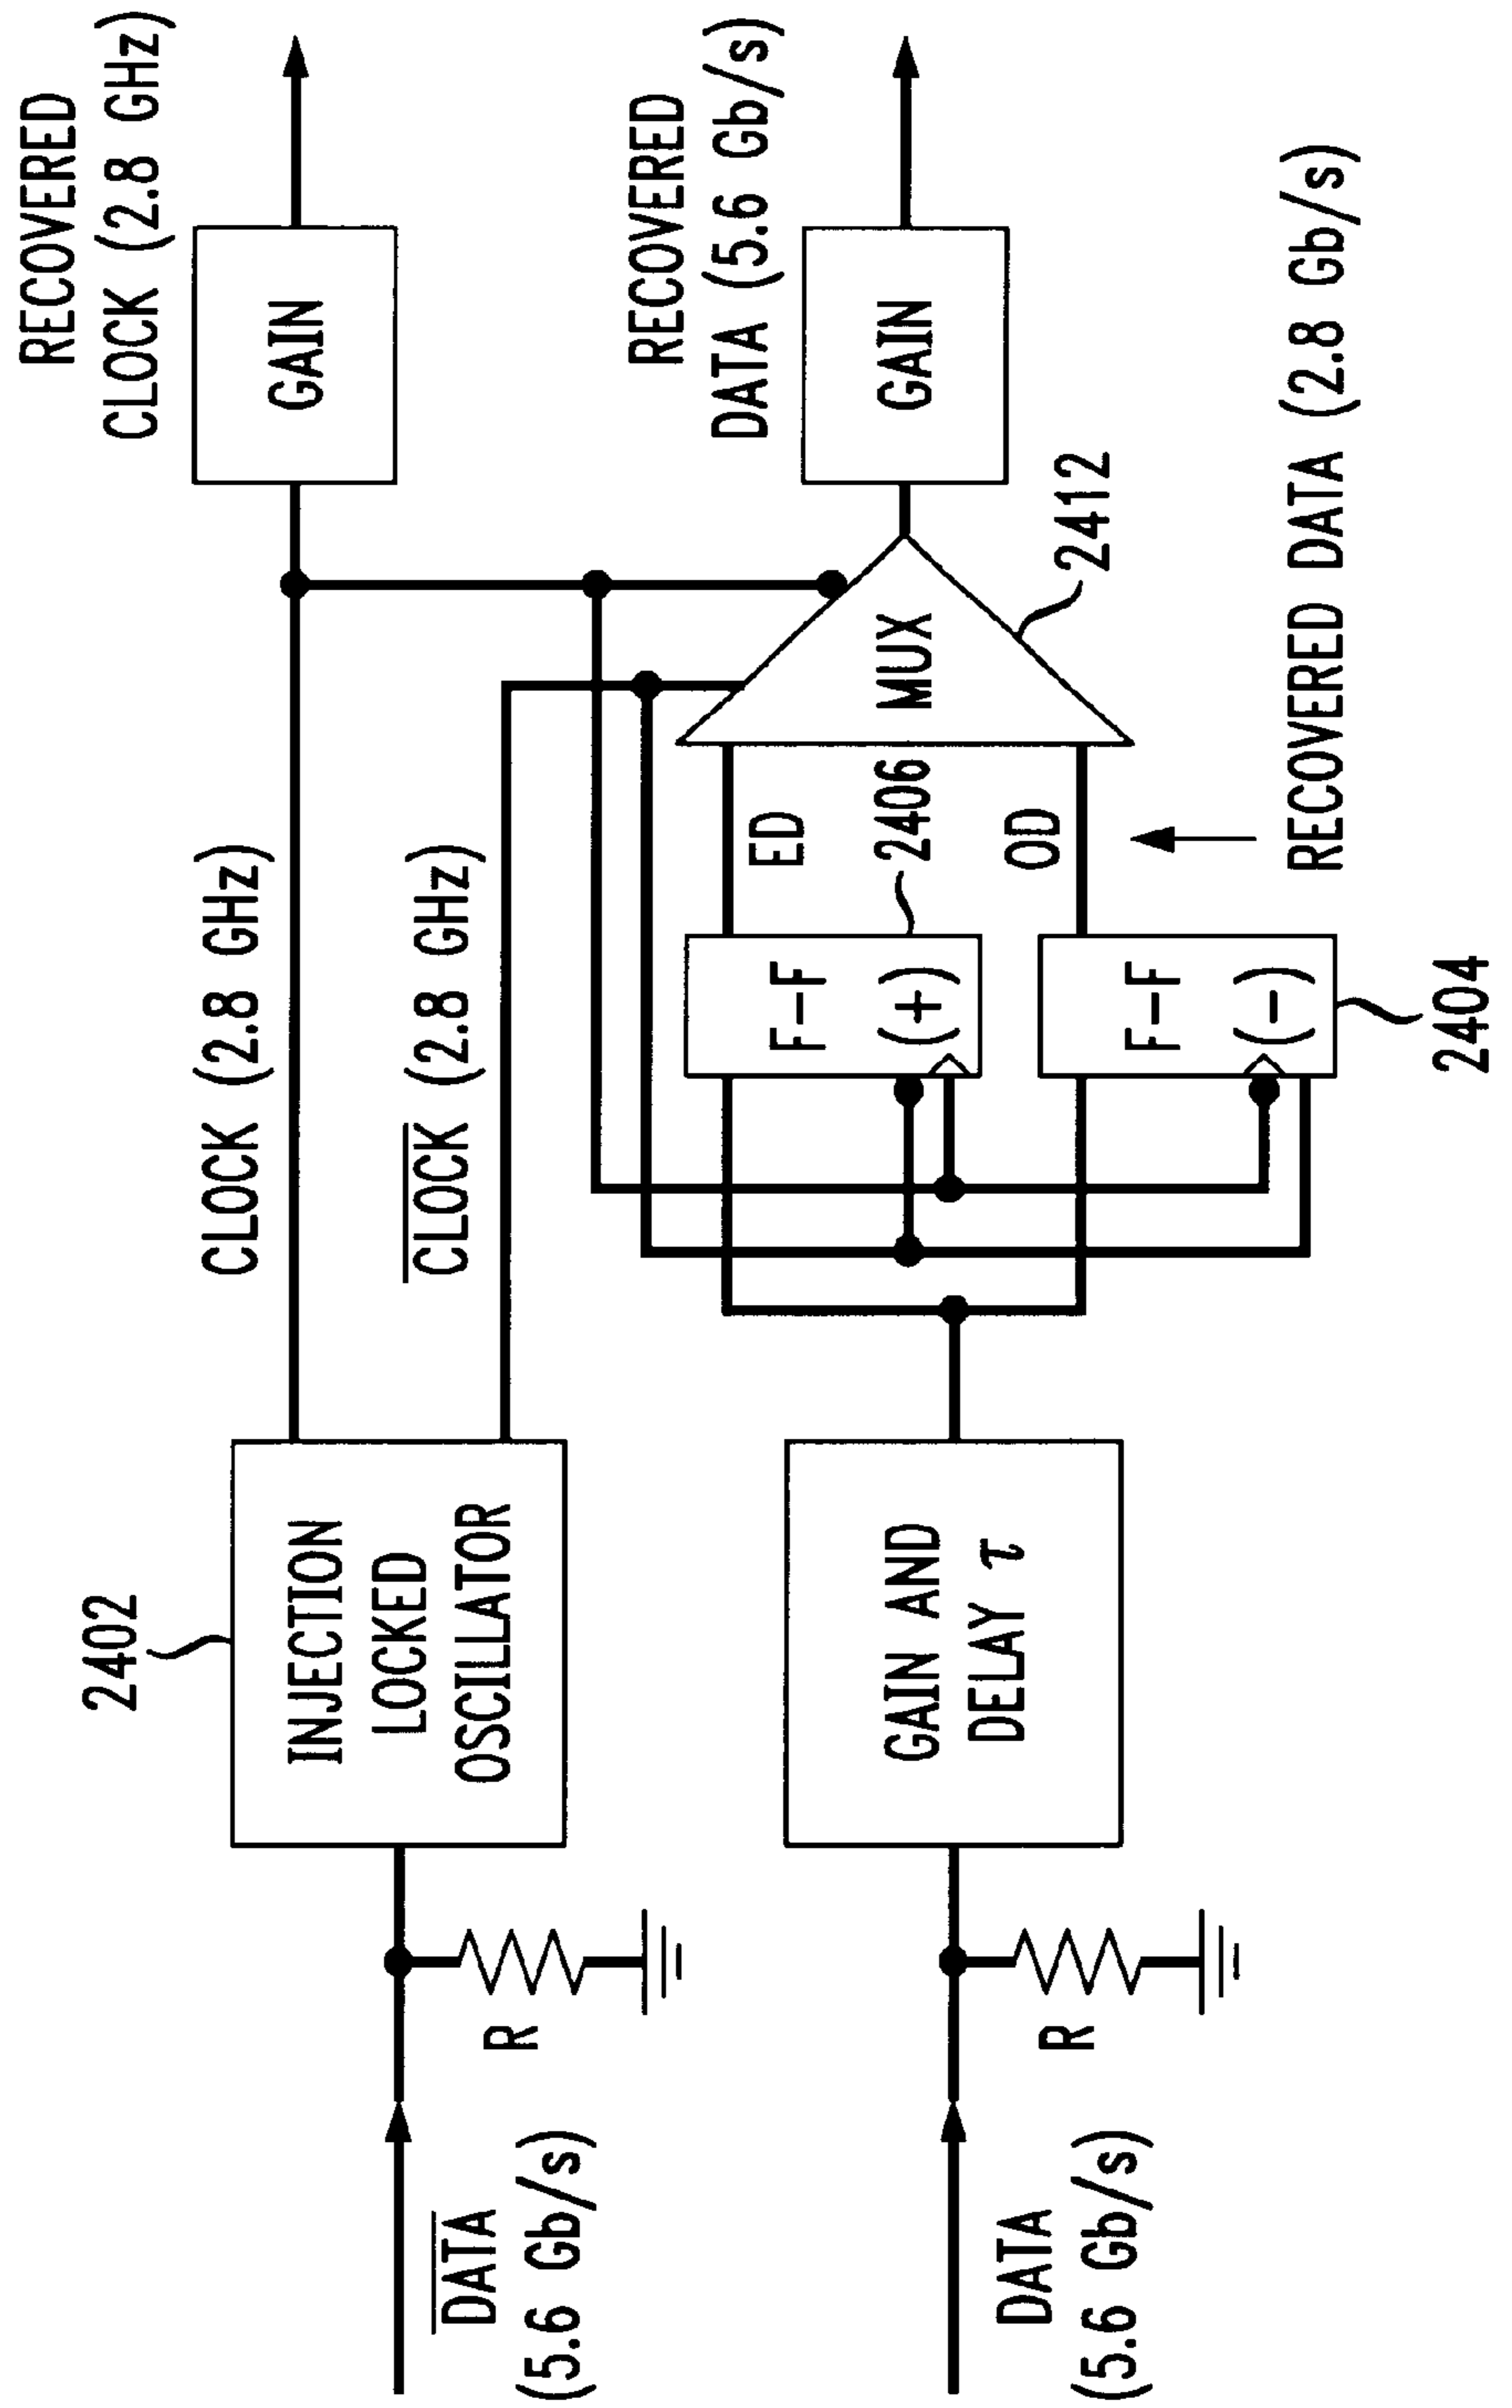 RECOVERED
CLOCK (2.8 GHz)
GAIN
RECOVERED
DATA (5.6 Gb/s)
GAIN
CLOCK (2.8 GHz)
CLOCK (2.8 GHz)
2402
INJECTION
LOCKED
OSCILLATOR
DATA
(5.6 Gb/s)
R
MUX
2412
ED
2406
OD
F-F
(+)
F-F
(-)
2404
RECOVERED DATA (2.8 Gb/s)
GAIN AND
DELAY τ
DATA
(5.6 Gb/s)
R